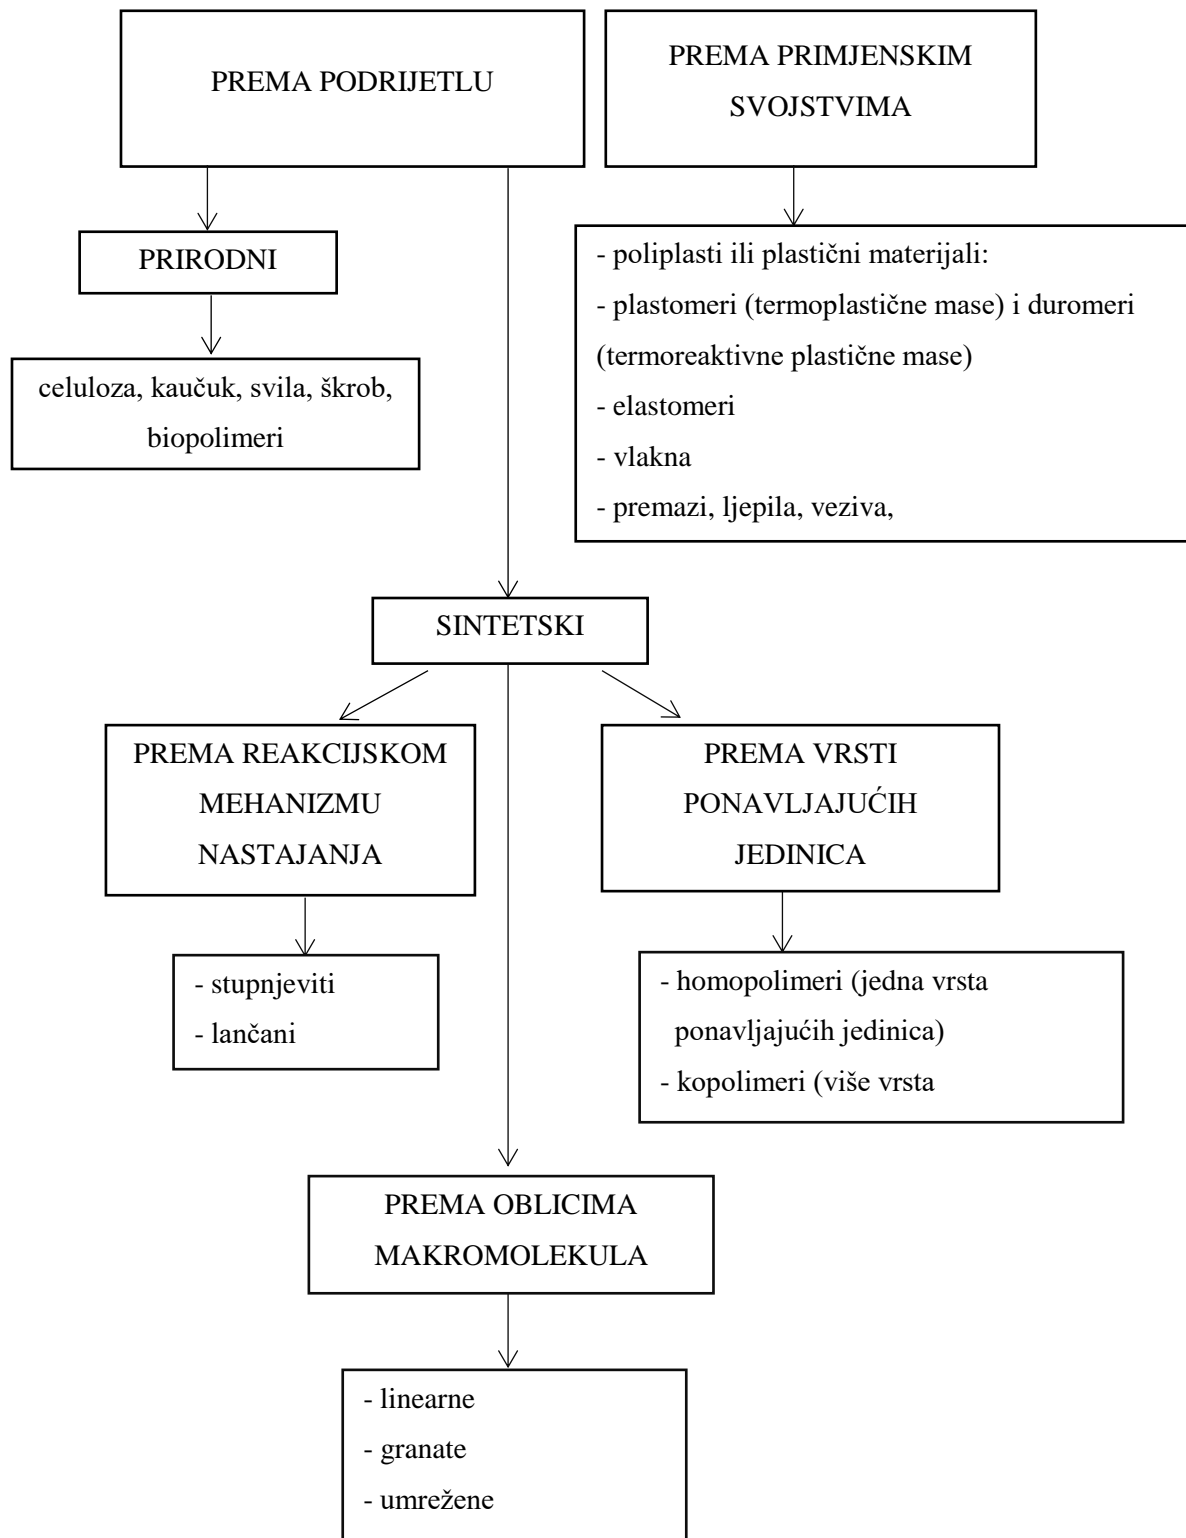 PREMA PODRIJETLU
PREMA PRIMJENSKIM
SVOJSTVIMA
PRIRODNI
celuloza, kaučuk, svila, škrob,
biopolimeri
- poliplasti ili plastični materijali:
- plastomeri (termoplastične mase) i duromeri
(termoreaktivne plastične mase)
- elastomeri
- vlakna
- premazi, ljepila, veziva,
SINTETSKI
PREMA REAKCIJSKOM
MEHANIZMU
NASTAJANJA
PREMA VRSTI
PONAVLJAJUĆIH
JEDINICA
- stupnjeviti
- lančani
- homopolimeri (jedna vrsta
ponavljajućih jedinica)
- kopolimeri (više vrsta
PREMA OBLICIMA
MAKROMOLEKULA
- linearne
- granate
- umrežene